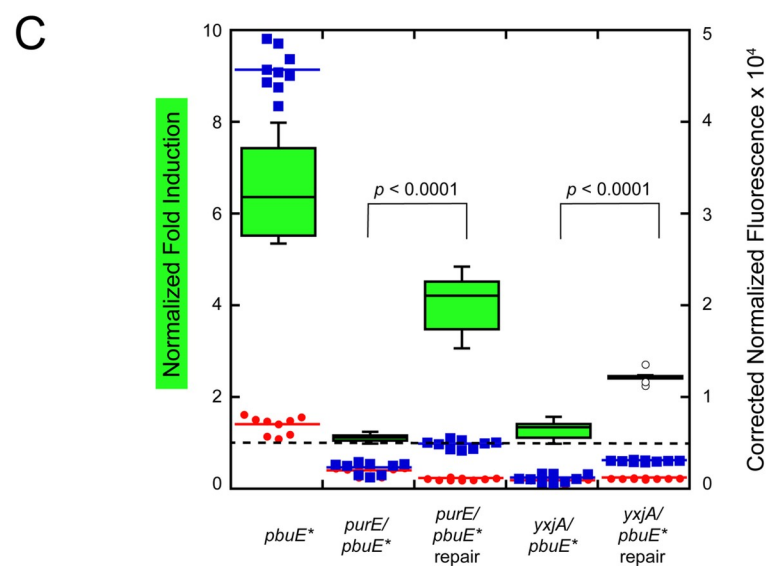 C
Normalized Fold Induction
10
8
6
4
2
0
p < 0.0001
p < 0.0001
5
4
3
2
1
0
Corrected Normalized Fluorescence x 10⁴
pbuE*
purE/
pbuE*
purE/
pbuE*
repair
yxjA/
pbuE*
yxjA/
pbuE*
repair